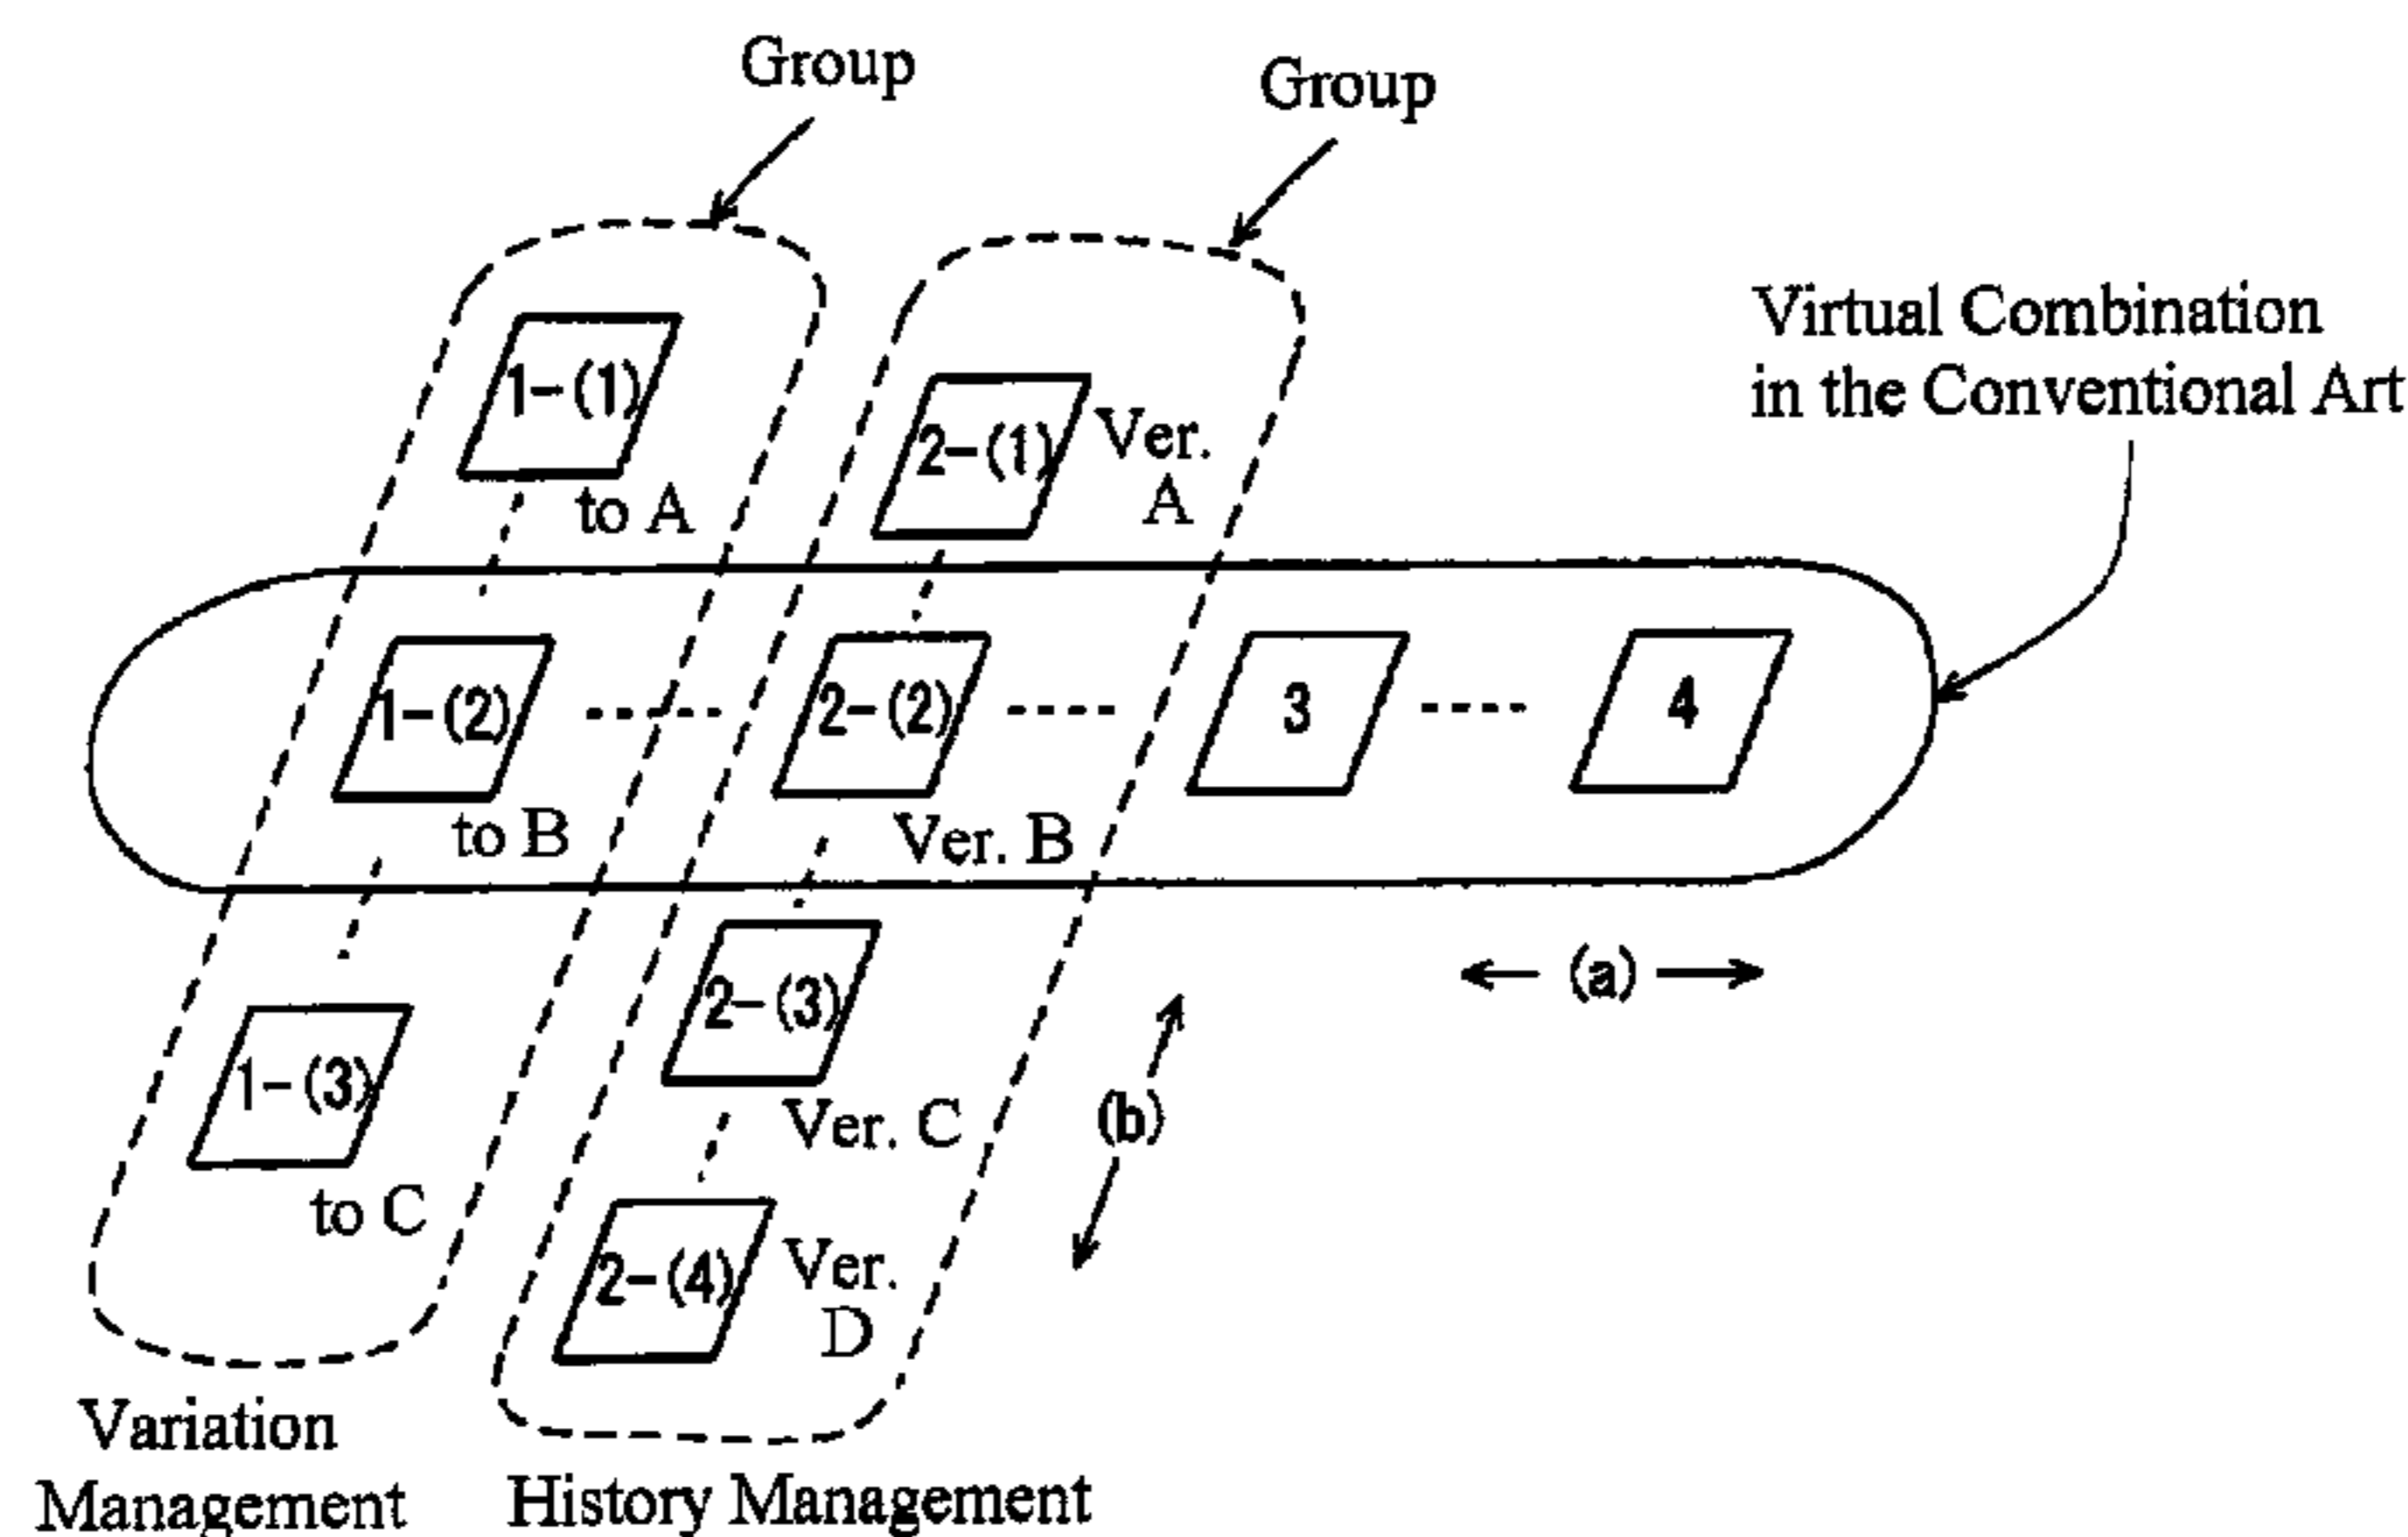 Group
Group
Virtual Combination
in the Conventional Art
1-(1)
to A
2-(1)
Ver.
A
1-(2)
to B
2-(2)
Ver. B
3
4
(a)
2-(3)
Ver. C
(b)
1-(3)
to C
2-(4)
Ver.
D
Variation
Management
History Management